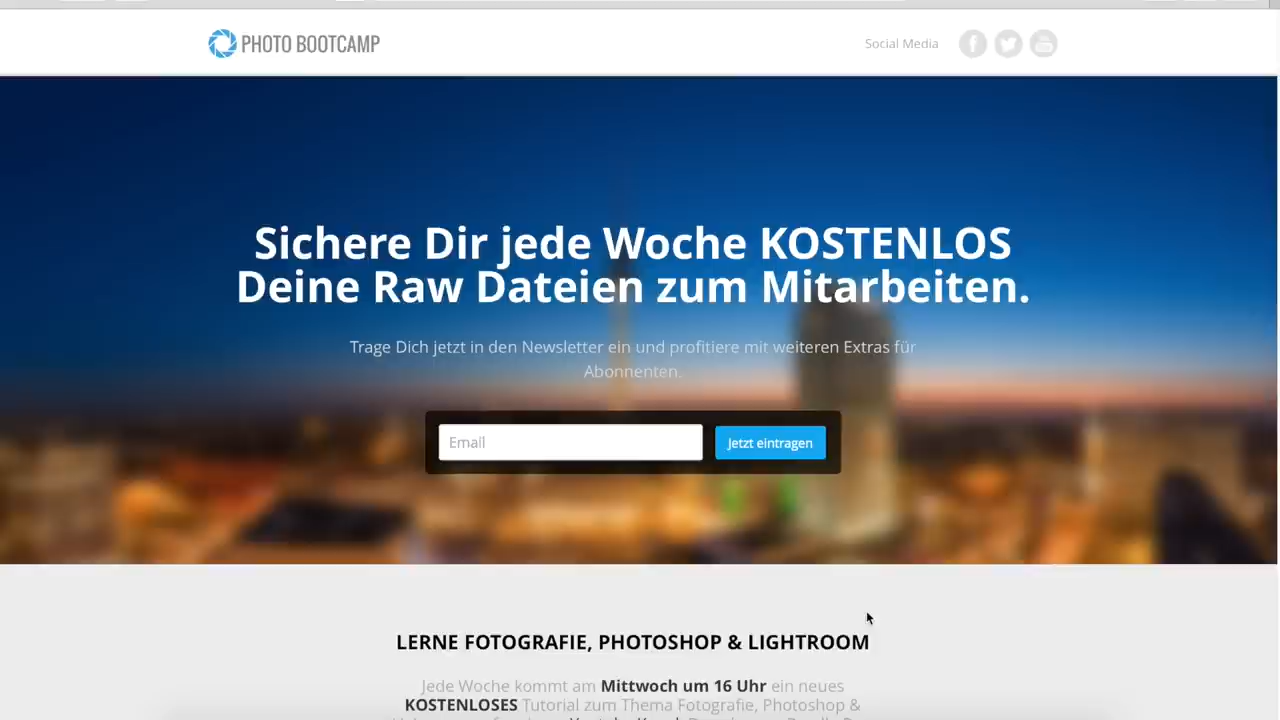 PHOTO BOOTCAMP
Social Media
Sichere Dir jede Woche KOSTENLOS
Deine Raw Dateien zum Mitarbeiten.
Trage Dich jetzt in den Newsletter ein und profitiere mit weiteren Extras für
Abonnenten.
Email
Jetzt eintragen
LERNE FOTOGRAFIE, PHOTOSHOP & LIGHTROOM
Jede Woche kommt am Mittwoch um 16 Uhr ein neues
KOSTENLOSES Tutorial zum Thema Fotografie, Photoshop &